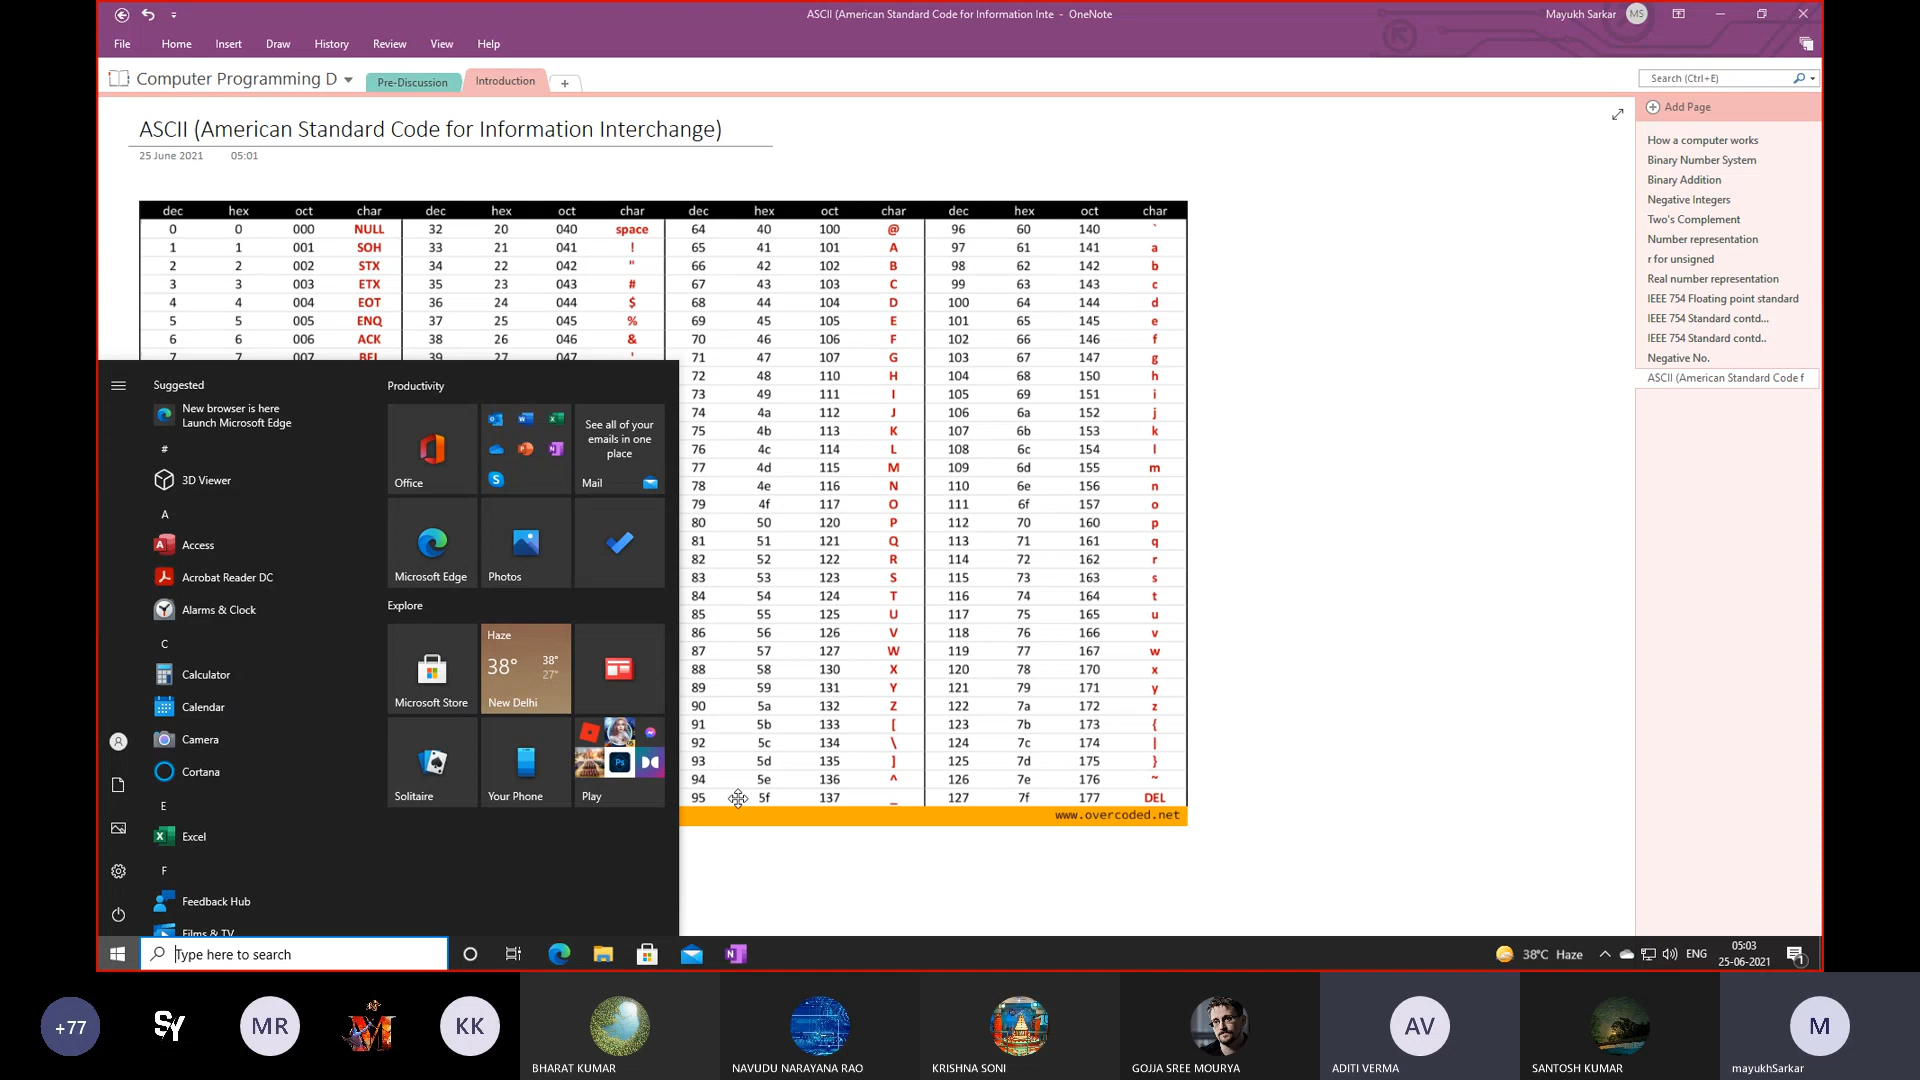 ASCII (American Standard Code for Information Inte - OneNote
Mayukh Sarkar MS
File Home Insert Draw History Review View Help
Computer Programming D Pre-Discussion Introduction +
Search (Ctrl+E)
ASCII (American Standard Code for Information Interchange)
25 June 2021 05:01
dec hex oct char dec hex oct char dec hex oct char dec hex oct char
0 0 000 NULL 32 20 040 space 64 40 100 @ 96 60 140 `
1 1 001 SOH 33 21 041 ! 65 41 101 A 97 61 141 a
2 2 002 STX 34 22 042 " 66 42 102 B 98 62 142 b
3 3 003 ETX 35 23 043 # 67 43 103 C 99 63 143 c
4 4 004 EOT 36 24 044 $ 68 44 104 D 100 64 144 d
5 5 005 ENQ 37 25 045 % 69 45 105 E 101 65 145 e
6 6 006 ACK 38 26 046 & 70 46 106 F 102 66 146 f
7 7 007 BEL 39 27 047 ' 71 47 107 G 103 67 147 g
72 48 110 H 104 68 150 h
73 49 111 I 105 69 151 i
74 4a 112 J 106 6a 152 j
75 4b 113 K 107 6b 153 k
76 4c 114 L 108 6c 154 l
77 4d 115 M 109 6d 155 m
78 4e 116 N 110 6e 156 n
79 4f 117 O 111 6f 157 o
80 50 120 P 112 70 160 p
81 51 121 Q 113 71 161 q
82 52 122 R 114 72 162 r
83 53 123 S 115 73 163 s
84 54 124 T 116 74 164 t
85 55 125 U 117 75 165 u
86 56 126 V 118 76 166 v
87 57 127 W 119 77 167 w
88 58 130 X 120 78 170 x
89 59 131 Y 121 79 171 y
90 5a 132 Z 122 7a 172 z
91 5b 133 [ 123 7b 173 {
92 5c 134 \ 124 7c 174 |
93 5d 135 ] 125 7d 175 }
94 5e 136 ^ 126 7e 176 ~
95 5f 137 _ 127 7f 177 DEL
www.overcoded.net
Add Page
How a computer works
Binary Number System
Binary Addition
Negative Integers
Two's Complement
Number representation
r for unsigned
Real number representation
IEEE 754 Floating point standard
IEEE 754 Standard contd...
IEEE 754 Standard contd..
Negative No.
ASCII (American Standard Code f
Suggested
New browser is here
Launch Microsoft Edge
#
3D Viewer
A
Access
Acrobat Reader DC
Alarms & Clock
C
Calculator
Calendar
Camera
Cortana
E
Excel
F
Feedback Hub
Films & TV
Productivity
Office
See all of your
emails in one
place
Mail
Microsoft Edge
Photos
Explore
Microsoft Store
Haze
38° 38°
27°
New Delhi
Solitaire
Your Phone
Ps
Play
Type here to search
38°C Haze
ENG
05:03
25-06-2021
1
+77 SY MR M KK
BHARAT KUMAR
NAVUDU NARAYANA RAO
KRISHNA SONI
GOJJA SREE MOURYA
AV
ADITI VERMA
SANTOSH KUMAR
M
mayukhSarkar